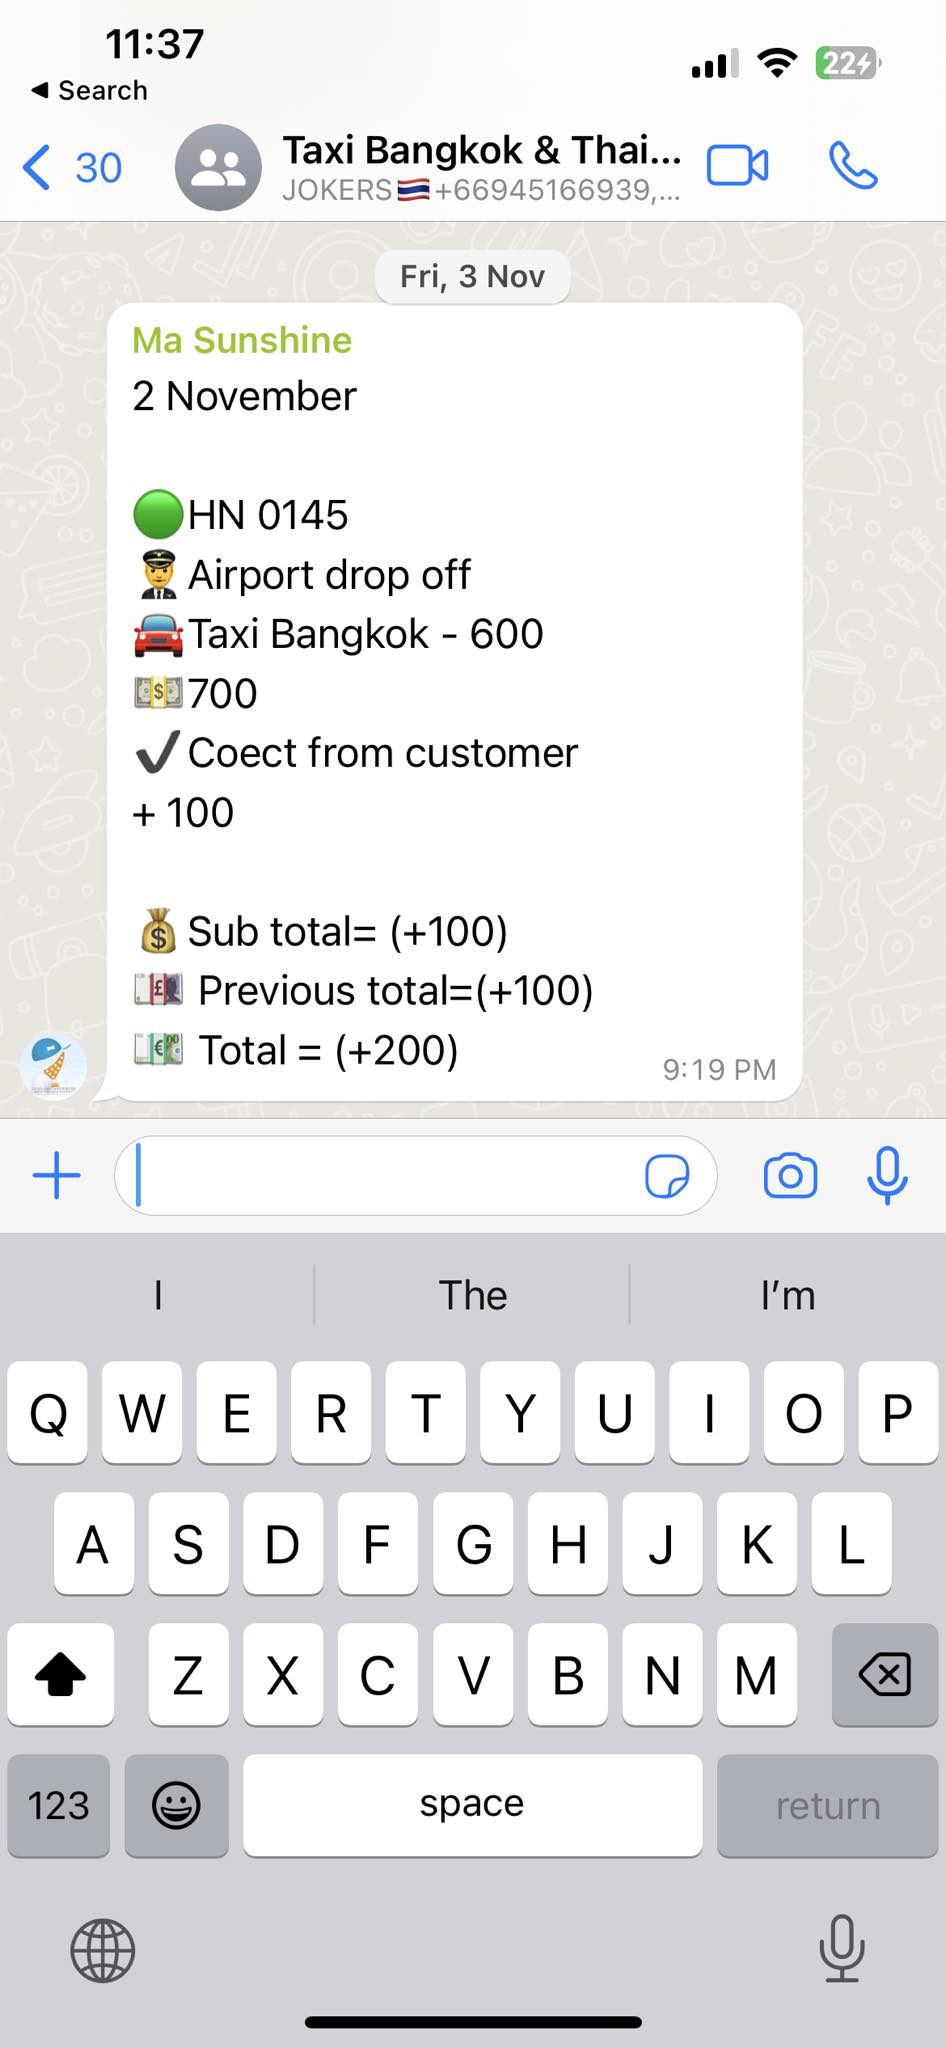 11:37
Search
22
30
Taxi Bangkok & Thai...
JOKERS🇹🇭+66945166939,...
Fri, 3 Nov
Ma Sunshine
2 November
🟢HN 0145
👨‍✈️Airport drop off
🚘Taxi Bangkok - 600
💵700
✔️Coect from customer
+ 100
💰Sub total= (+100)
💷 Previous total=(+100)
💶 Total = (+200)
9:19 PM
I The I’m
Q W E R T Y U I O P
A S D F G H J K L
Z X C V B N M
123 space return